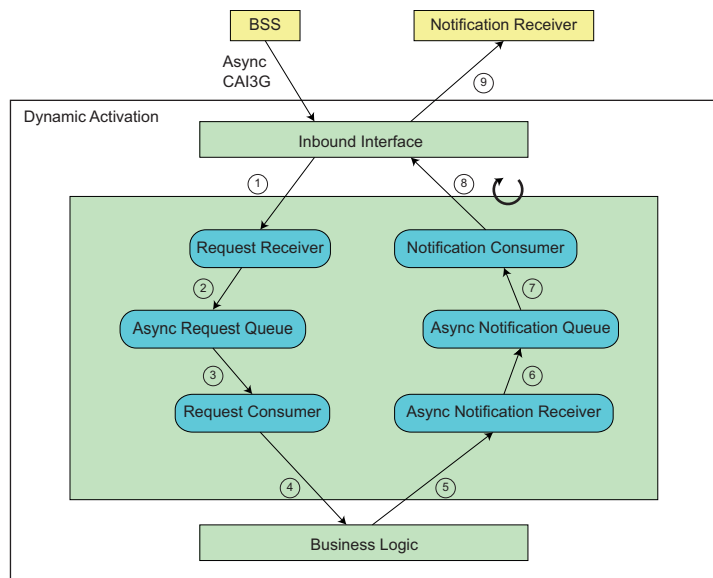 BSS
Notification Receiver
Async
CAI3G
9
Dynamic Activation
Inbound Interface
1
8
Request Receiver
Notification Consumer
2
7
Async Request Queue
Async Notification Queue
3
6
Request Consumer
Async Notification Receiver
4
5
Business Logic